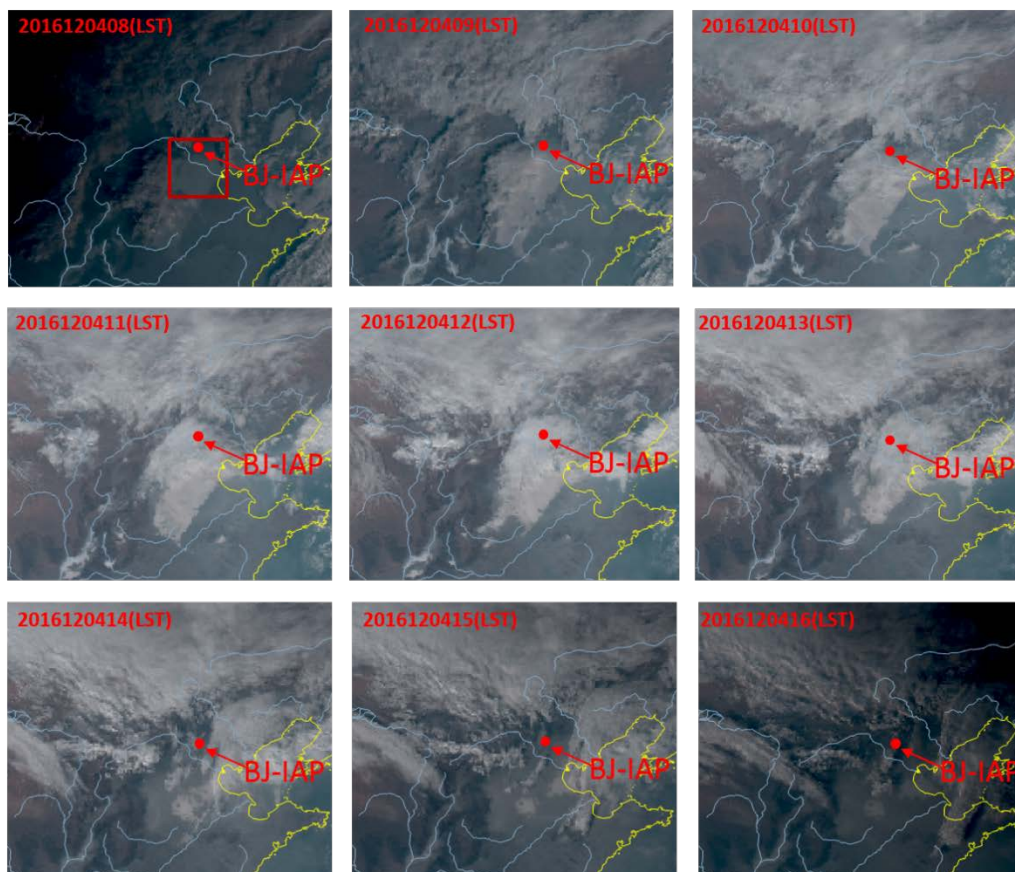 2016120408(LST)
BJ-IAP
2016120409(LST)
BJ-IAP
2016120410(LST)
BJ-IAP
2016120411(LST)
BJ-IAP
2016120412(LST)
BJ-IAP
2016120413(LST)
BJ-IAP
2016120414(LST)
BJ-IAP
2016120415(LST)
BJ-IAP
2016120416(LST)
BJ-IAP